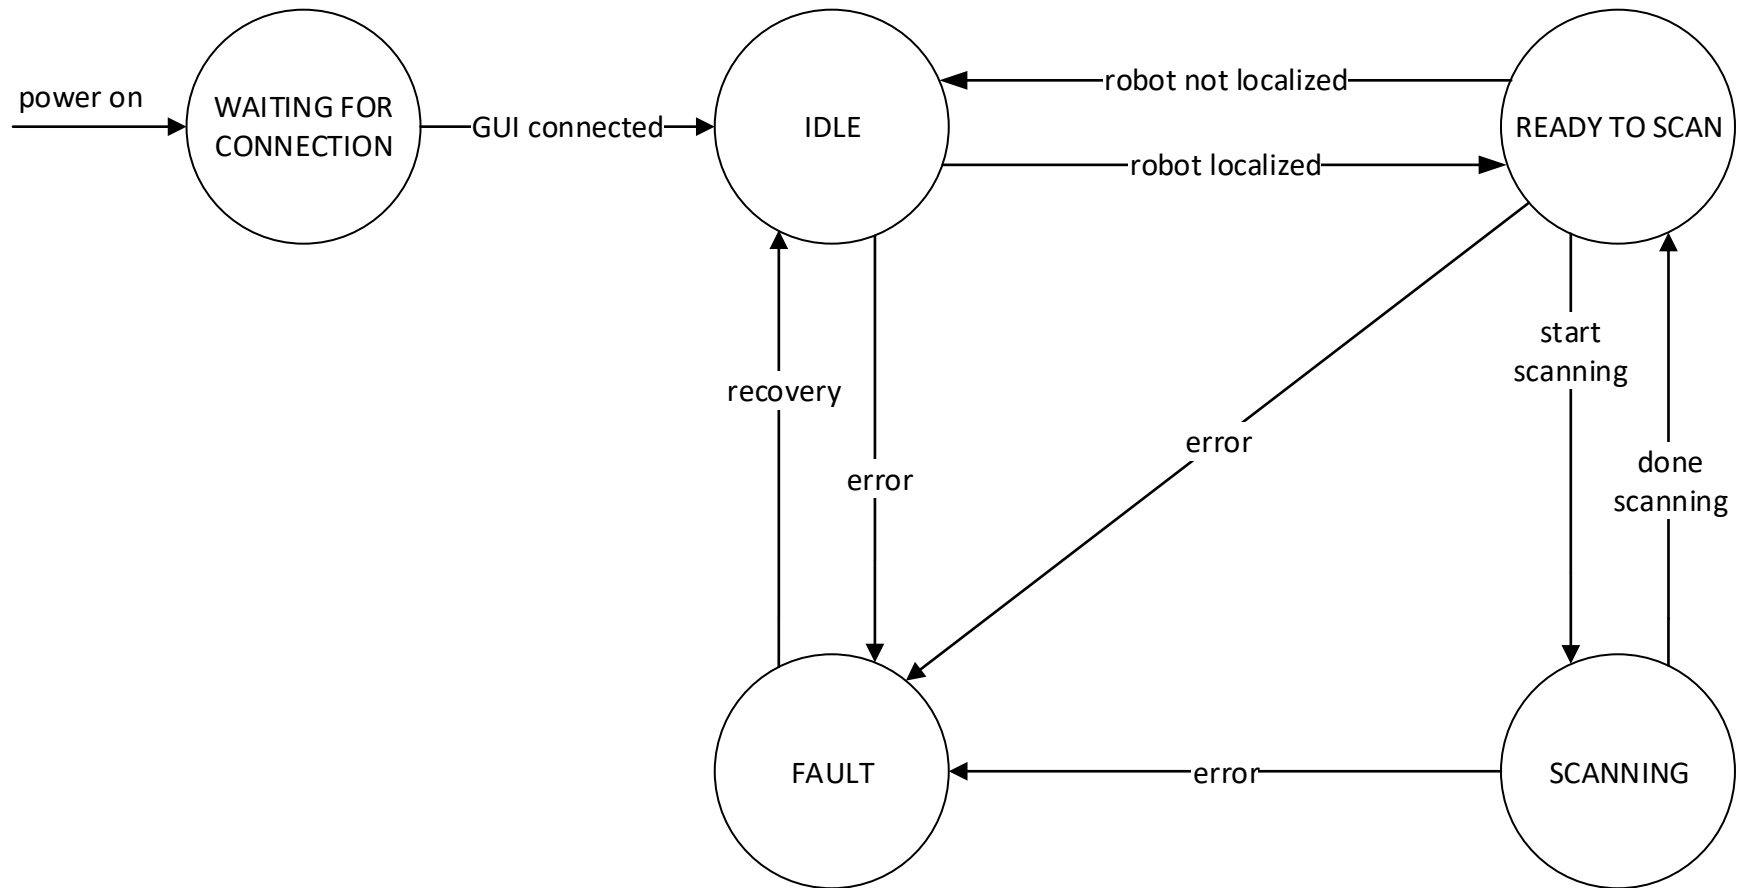 power on
WAITING FOR
CONNECTION
GUI connected
IDLE
robot not localized
robot localized
READY TO SCAN
recovery
error
error
start
scanning
done
scanning
FAULT
error
SCANNING